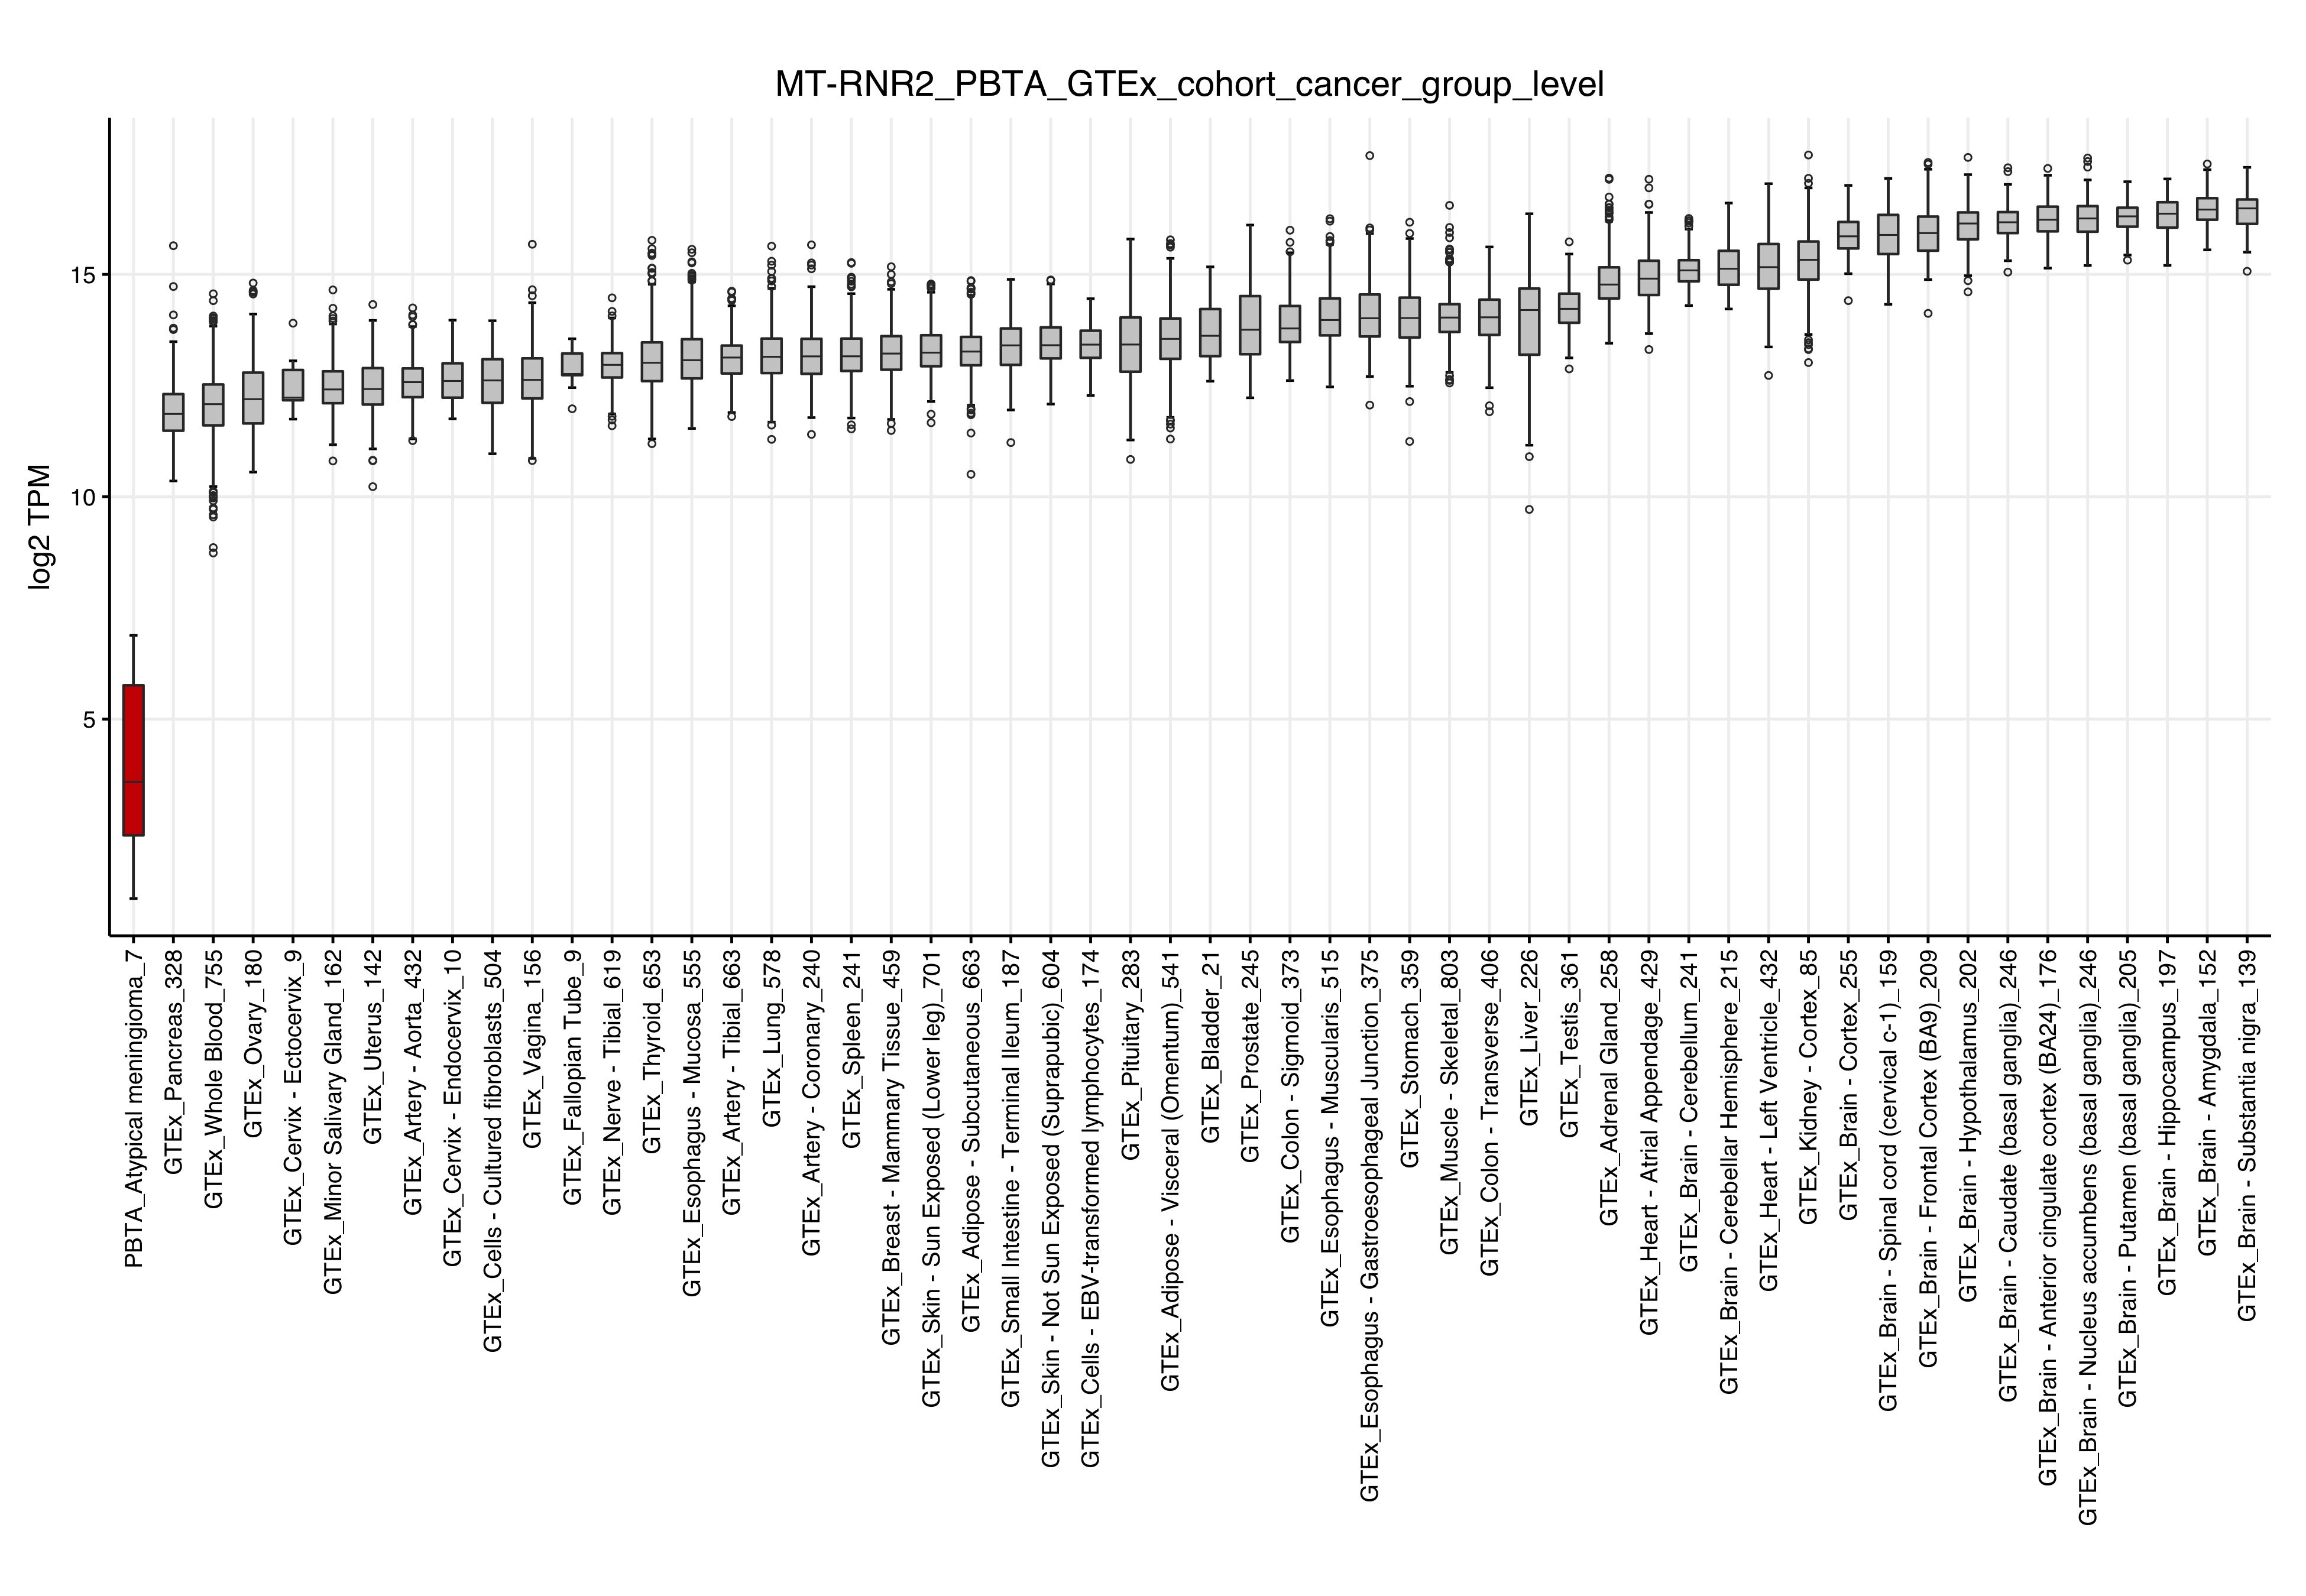 MT-RNR2_PBTA_GTEx_cohort_cancer_group_level
log2 TPM
15
10
5
PBTA_Atypical meningioma_7
GTEx_Pancreas_328
GTEx_Whole Blood_755
GTEx_Ovary_180
GTEx_Cervix - Ectocervix_9
GTEx_Minor Salivary Gland_162
GTEx_Uterus_142
GTEx_Artery - Aorta_432
GTEx_Cervix - Endocervix_10
GTEx_Cells - Cultured fibroblasts_504
GTEx_Vagina_156
GTEx_Fallopian Tube_9
GTEx_Nerve - Tibial_619
GTEx_Thyroid_653
GTEx_Esophagus - Mucosa_555
GTEx_Artery - Tibial_663
GTEx_Lung_578
GTEx_Artery - Coronary_240
GTEx_Spleen_241
GTEx_Breast - Mammary Tissue_459
GTEx_Skin - Sun Exposed (Lower leg)_701
GTEx_Adipose - Subcutaneous_663
GTEx_Small Intestine - Terminal Ileum_187
GTEx_Skin - Not Sun Exposed (Suprapubic)_604
GTEx_Cells - EBV-transformed lymphocytes_174
GTEx_Pituitary_283
GTEx_Adipose - Visceral (Omentum)_541
GTEx_Bladder_21
GTEx_Prostate_245
GTEx_Colon - Sigmoid_373
GTEx_Esophagus - Muscularis_515
GTEx_Esophagus - Gastroesophageal Junction_375
GTEx_Stomach_359
GTEx_Muscle - Skeletal_803
GTEx_Colon - Transverse_406
GTEx_Liver_226
GTEx_Testis_361
GTEx_Adrenal Gland_258
GTEx_Heart - Atrial Appendage_429
GTEx_Brain - Cerebellum_241
GTEx_Brain - Cerebellar Hemisphere_215
GTEx_Heart - Left Ventricle_432
GTEx_Kidney - Cortex_85
GTEx_Brain - Cortex_255
GTEx_Brain - Spinal cord (cervical c-1)_159
GTEx_Brain - Frontal Cortex (BA9)_209
GTEx_Brain - Hypothalamus_202
GTEx_Brain - Caudate (basal ganglia)_246
GTEx_Brain - Anterior cingulate cortex (BA24)_176
GTEx_Brain - Nucleus accumbens (basal ganglia)_246
GTEx_Brain - Putamen (basal ganglia)_205
GTEx_Brain - Hippocampus_197
GTEx_Brain - Amygdala_152
GTEx_Brain - Substantia nigra_139